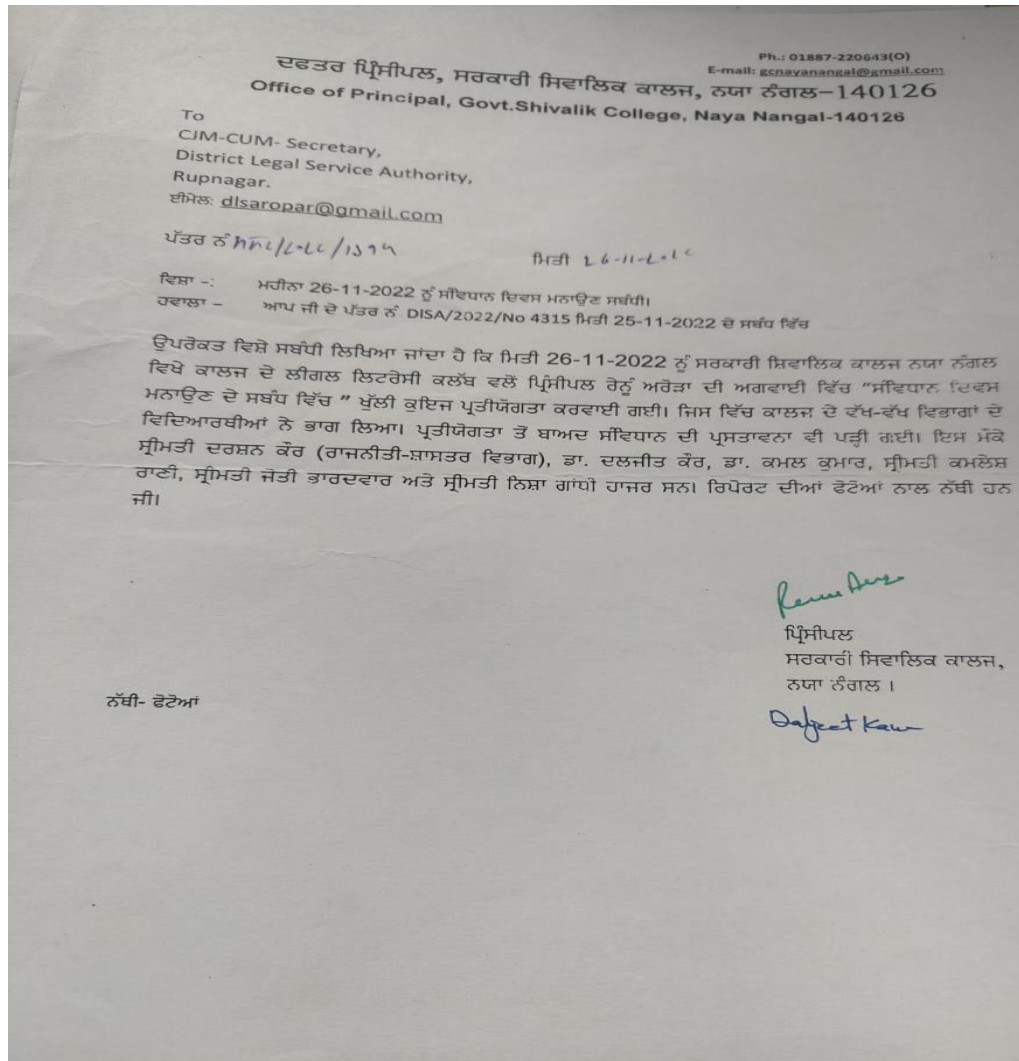 Ph.: 01887-220643(O)
E-mail: gcnayanangal@gmail.com
ਦਫਤਰ ਪ੍ਰਿੰਸੀਪਲ, ਸਰਕਾਰੀ ਸਿਵਾਲਿਕ ਕਾਲਜ, ਨਯਾ ਨੰਗਲ-140126
Office of Principal, Govt.Shivalik College, Naya Nangal-140126
To
CJM-CUM- Secretary,
District Legal Service Authority,
Rupnagar.
ਈਮੇਲ: dlsaropar@gmail.com
ਪੱਤਰ ਨੰ
ਮਿਤੀ 26-11-2022
ਵਿਸ਼ਾ -: ਮਹੀਨਾ 26-11-2022 ਨੂੰ ਸੰਵਿਧਾਨ ਦਿਵਸ ਮਨਾਉਣ ਸਬੰਧੀ।
ਹਵਾਲਾ - ਆਪ ਜੀ ਦੇ ਪੱਤਰ ਨੰ DISA/2022/No 4315 ਮਿਤੀ 25-11-2022 ਦੇ ਸਬੰਧ ਵਿੱਚ
ਉਪਰੋਕਤ ਵਿਸ਼ੇ ਸਬੰਧੀ ਲਿਖਿਆ ਜਾਂਦਾ ਹੈ ਕਿ ਮਿਤੀ 26-11-2022 ਨੂੰ ਸਰਕਾਰੀ ਸ਼ਿਵਾਲਿਕ ਕਾਲਜ ਨਯਾ ਨੰਗਲ
ਵਿਖੇ ਕਾਲਜ ਦੇ ਲੀਗਲ ਲਿਟਰੇਸੀ ਕਲੱਬ ਵਲੋਂ ਪ੍ਰਿੰਸੀਪਲ ਰੇਨੂੰ ਅਰੋੜਾ ਦੀ ਅਗਵਾਈ ਵਿੱਚ "ਸੰਵਿਧਾਨ ਦਿਵਸ
ਮਨਾਉਣ ਦੇ ਸਬੰਧ ਵਿੱਚ " ਖੁੱਲੀ ਕੁਇਜ ਪ੍ਰਤੀਯੋਗਤਾ ਕਰਵਾਈ ਗਈ। ਜਿਸ ਵਿੱਚ ਕਾਲਜ ਦੇ ਵੱਖ-ਵੱਖ ਵਿਭਾਗਾਂ ਦੇ
ਵਿਦਿਆਰਥੀਆਂ ਨੇ ਭਾਗ ਲਿਆ। ਪ੍ਰਤੀਯੋਗਤਾ ਤੋਂ ਬਾਅਦ ਸੰਵਿਧਾਨ ਦੀ ਪ੍ਰਸਤਾਵਨਾ ਵੀ ਪੜ੍ਹੀ ਗਈ। ਇਸ ਮੌਕੇ
ਸ੍ਰੀਮਤੀ ਦਰਸ਼ਨ ਕੌਰ (ਰਾਜਨੀਤੀ-ਸ਼ਾਸਤਰ ਵਿਭਾਗ), ਡਾ. ਦਲਜੀਤ ਕੌਰ, ਡਾ. ਕਮਲ ਕੁਮਾਰ, ਸ੍ਰੀਮਤੀ ਕਮਲੇਸ਼
ਰਾਣੀ, ਸ੍ਰੀਮਤੀ ਜੋਤੀ ਭਾਰਦਵਾਰ ਅਤੇ ਸ੍ਰੀਮਤੀ ਨਿਸ਼ਾ ਗਾਂਧੀ ਹਾਜਰ ਸਨ। ਰਿਪੋਰਟ ਦੀਆਂ ਫੋਟੋਆਂ ਨਾਲ ਨੱਥੀ ਹਨ
ਜੀ।
ਪ੍ਰਿੰਸੀਪਲ
ਸਰਕਾਰੀ ਸਿਵਾਲਿਕ ਕਾਲਜ,
ਨਯਾ ਨੰਗਲ ।
ਨੱਥੀ- ਫੋਟੋਆਂ
Daljeet Kaur